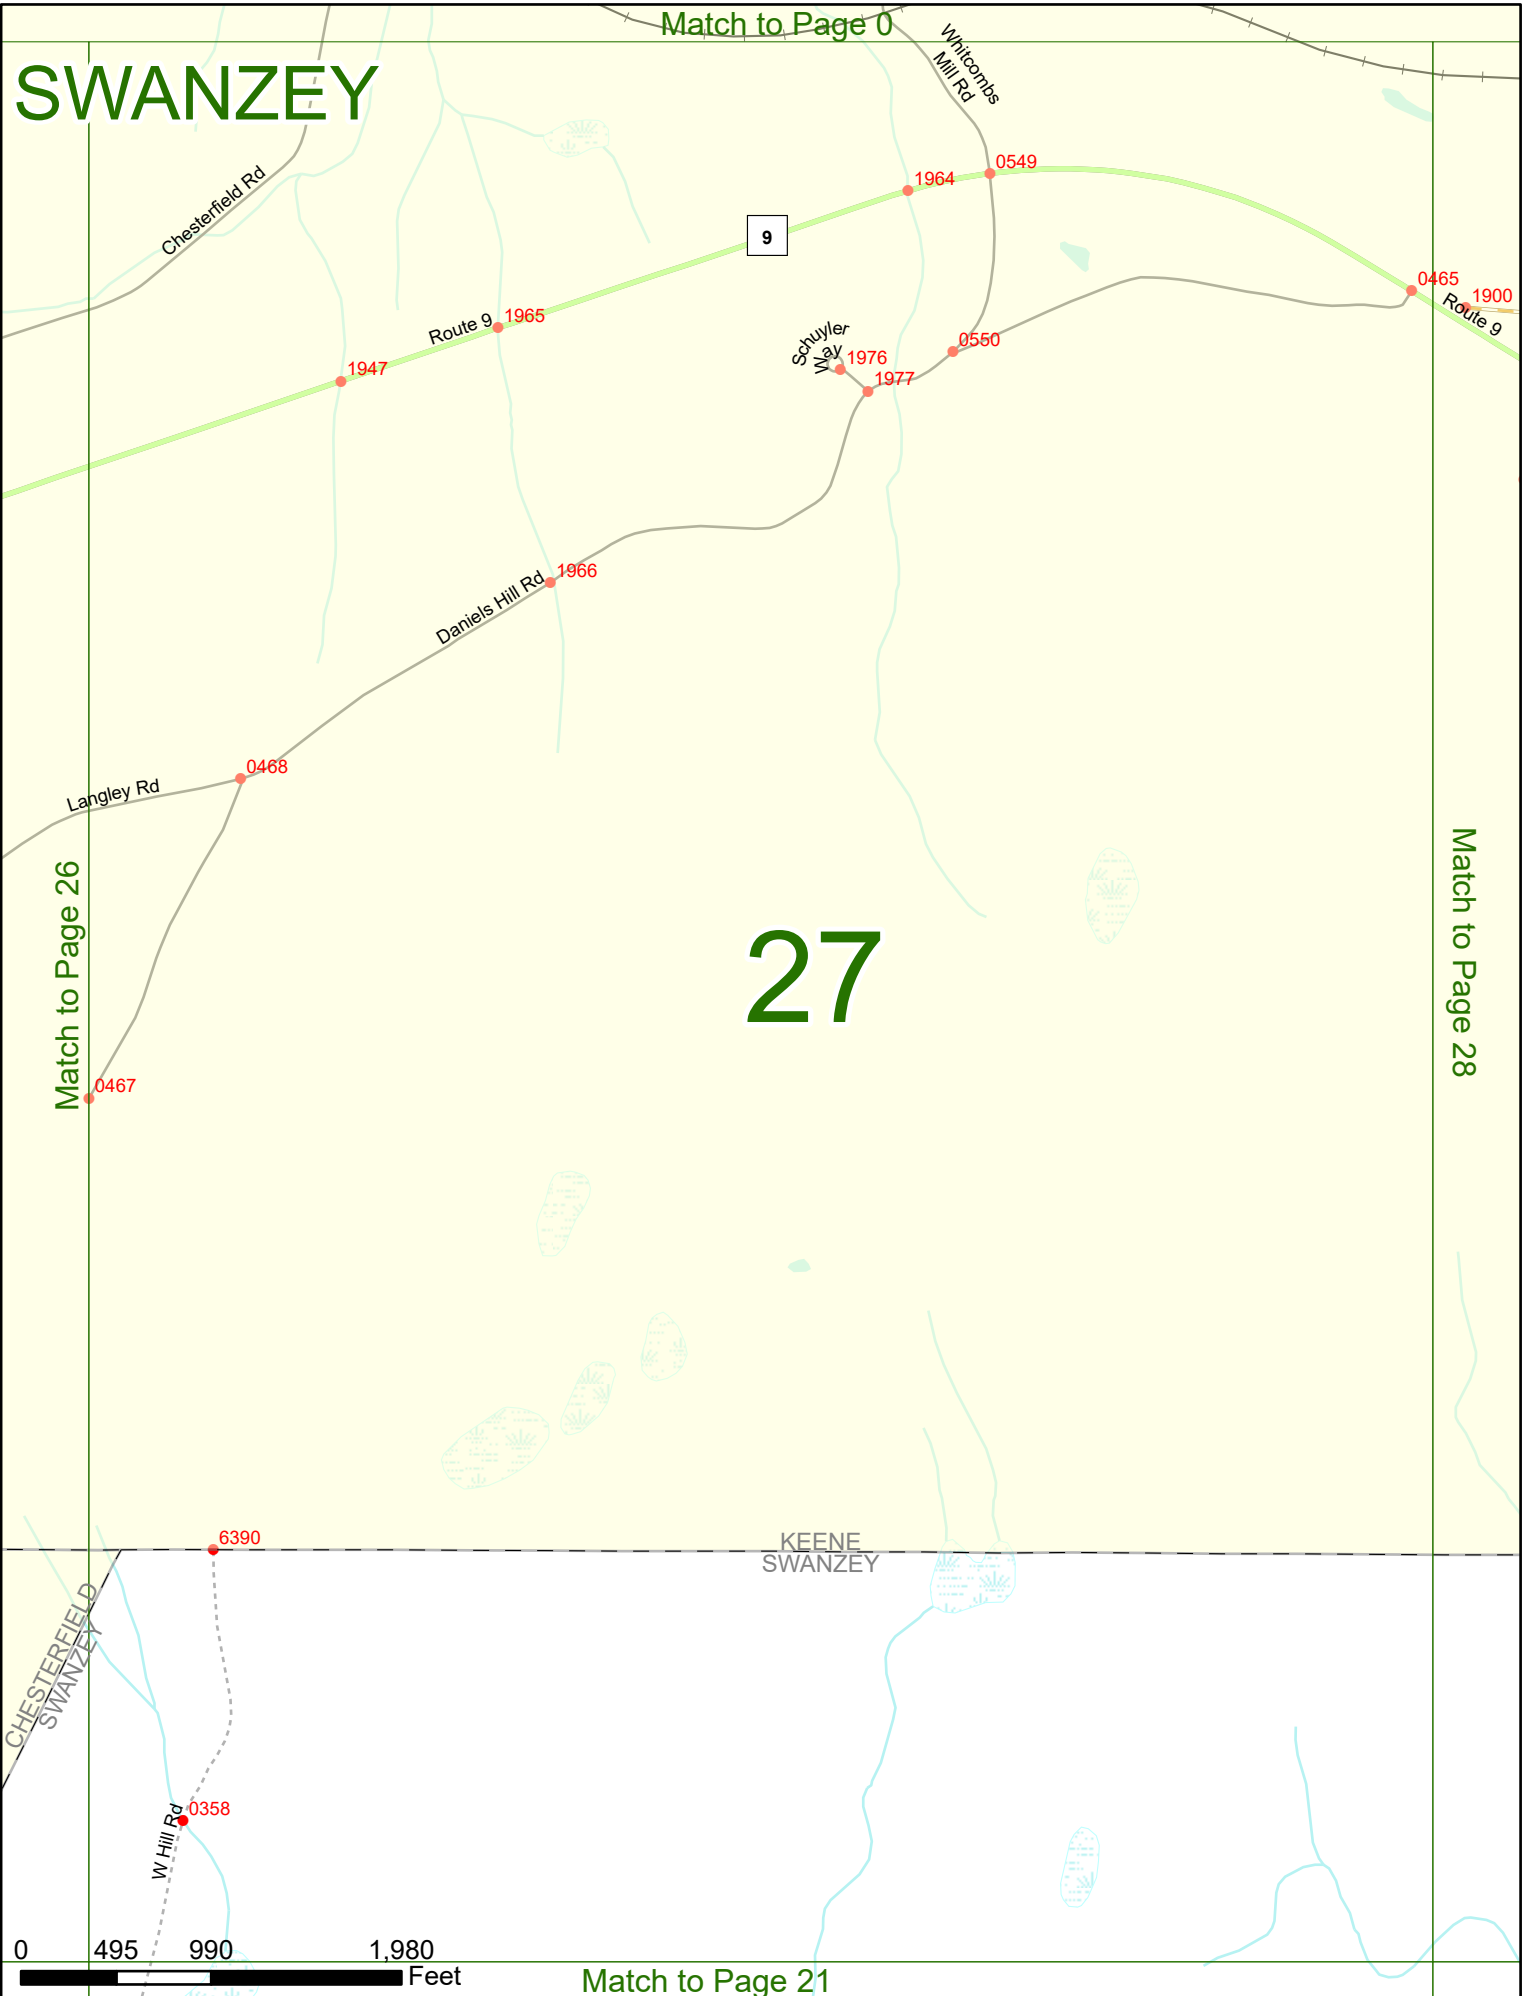 Match to Page 0
SWANZEY
Whitcombs
Mill Rd
Chesterfield Rd
0549
1964
9
0465
1900
Route 9
Route 9
1965
Schuyler
Way
1976
0550
1947
1977
1966
Daniels Hill Rd
0468
Langley Rd
Match to Page 26
Match to Page 28
27
0467
6390
KEENE
SWANZEY
CHESTERFIELD
SWANZEY
0358
W Hill Rd
0 495 990 1,980
Feet
Match to Page 21